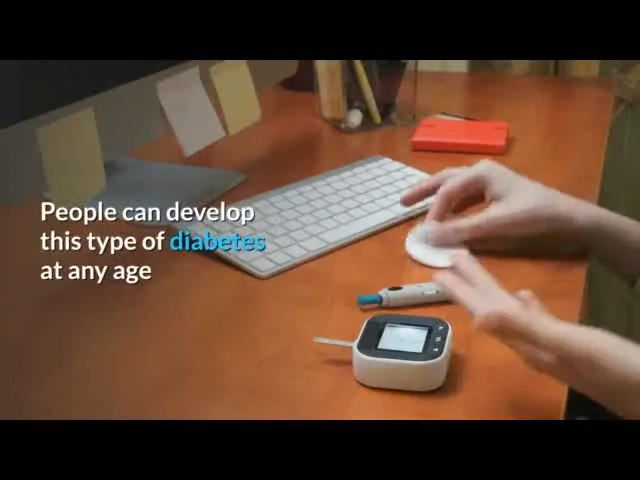 People can develop
this type of diabetes
at any age